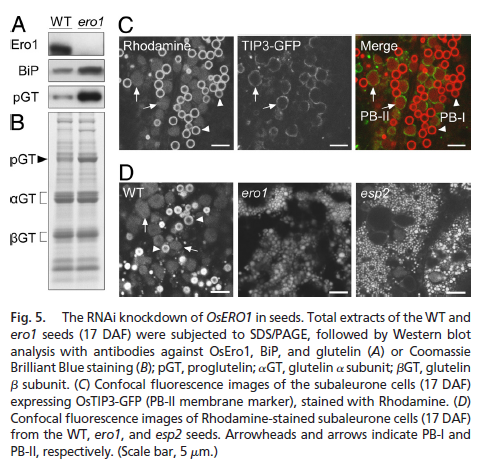 A
WT ero1
Ero1
BiP
pGT
B
pGT
αGT
βGT
C
Rhodamine
TIP3-GFP
Merge
PB-II
PB-I
D
WT
ero1
esp2
Fig. 5. The RNAi knockdown of OsERO1 in seeds. Total extracts of the WT and
ero1 seeds (17 DAF) were subjected to SDS/PAGE, followed by Western blot
analysis with antibodies against OsEro1, BiP, and glutelin (A) or Coomassie
Brilliant Blue staining (B); pGT, proglutelin; αGT, glutelin α subunit; βGT, glutelin
β subunit. (C) Confocal fluorescence images of the subaleurone cells (17 DAF)
expressing OsTIP3-GFP (PB-II membrane marker), stained with Rhodamine. (D)
Confocal fluorescence images of Rhodamine-stained subaleurone cells (17 DAF)
from the WT, ero1, and esp2 seeds. Arrowheads and arrows indicate PB-I and
PB-II, respectively. (Scale bar, 5 μm.)